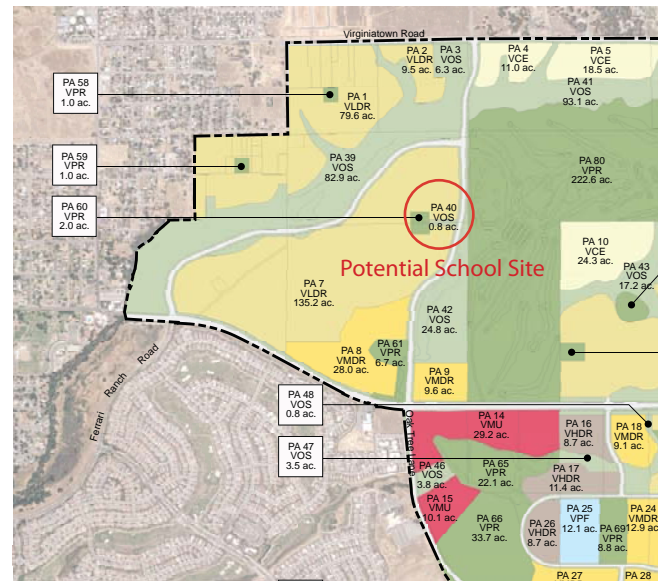 Virginiatown Road
PA 2
VLDR
9.5 ac.
PA 3
VOS
6.3 ac.
PA 4
VCE
11.0 ac.
PA 5
VCE
18.5 ac.
PA 58
VPR
1.0 ac.
PA 1
VLDR
79.6 ac.
PA 41
VOS
93.1 ac.
PA 59
VPR
1.0 ac.
PA 39
VOS
82.9 ac.
PA 80
VPR
222.6 ac.
PA 60
VPR
2.0 ac.
PA 40
VOS
0.8 ac.
Potential School Site
PA 10
VCE
24.3 ac.
PA 43
VOS
17.2 ac.
PA 7
VLDR
135.2 ac.
PA 42
VOS
24.8 ac.
PA 8
VMDR
28.0 ac.
PA 61
VPR
6.7 ac.
PA 9
VMDR
9.6 ac.
Ferrari Ranch Road
PA 48
VOS
0.8 ac.
Oak Tree Lane
PA 14
VMU
29.2 ac.
PA 16
VHDR
8.7 ac.
PA 18
VMDR
9.1 ac.
PA 47
VOS
3.5 ac.
PA 46
VOS
3.8 ac.
PA 65
VPR
22.1 ac.
PA 17
VHDR
11.4 ac.
PA 15
VMU
10.1 ac.
PA 66
VPR
33.7 ac.
PA 26
VHDR
8.7 ac.
PA 25
VPF
12.1 ac.
PA 69
VPR
8.8 ac.
PA 24
VMDR
12.9 ac.
PA 27
PA 28